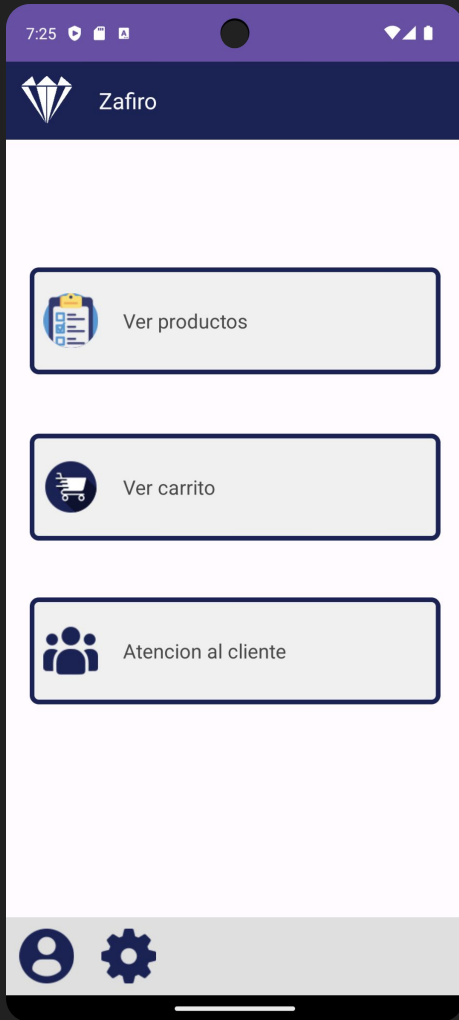 7:25
Zafiro
Ver productos
Ver carrito
Atencion al cliente